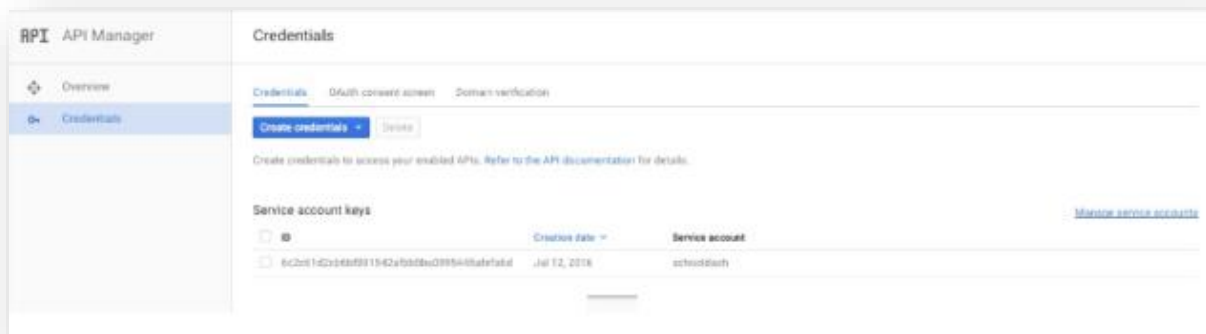 API API Manager
Credentials
Overview
Credentials
Credentials OAuth consent screen Domain verification
Create credentials Delete
Create credentials to access your enabled APIs. Refer to the API documentation for details.
Service account keys
Manage service accounts
ID Creation date Service account
Jul 12, 2016